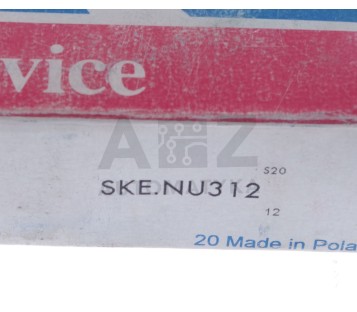 vice
A Z
S20
SKE.NU312
12
20 Made in Pola